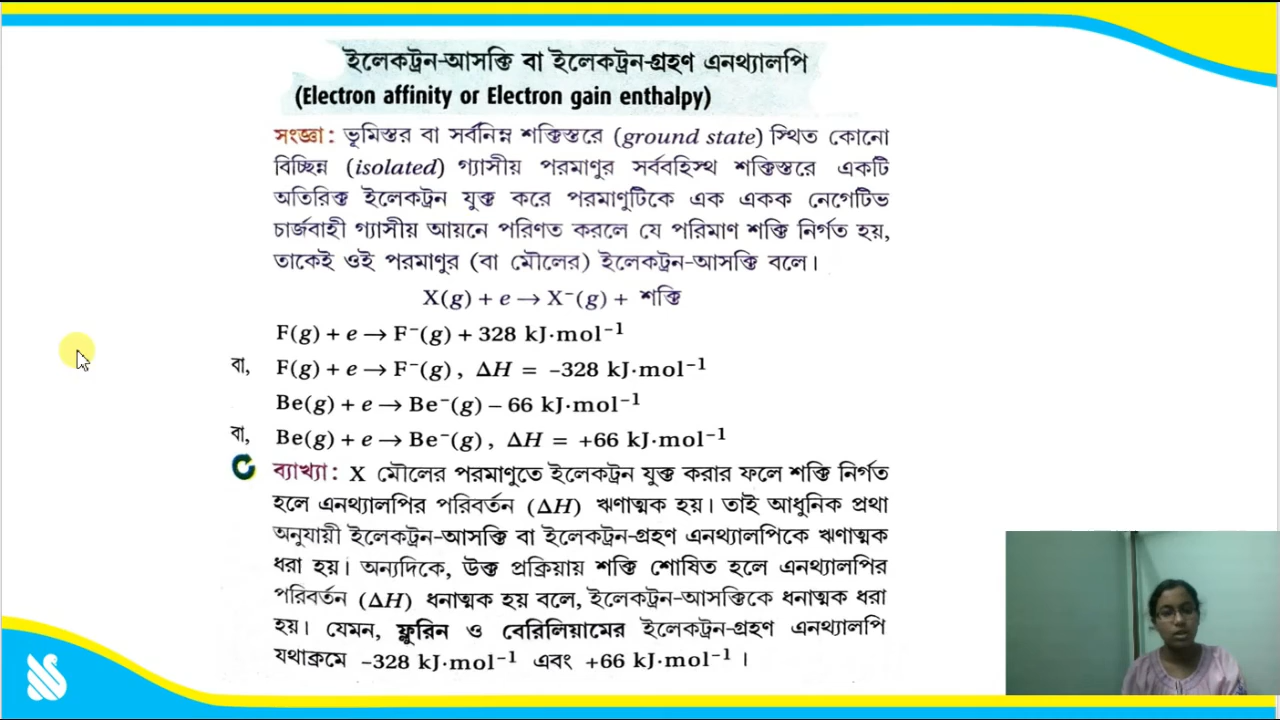 ইলেকট্রন-আসক্তি বা ইলেকট্রন-গ্রহণ এনথ্যালপি
(Electron affinity or Electron gain enthalpy)
সংজ্ঞা : ভূমিস্তর বা সর্বনিম্ন শক্তিস্তরে (ground state) স্থিত কোনো
বিচ্ছিন্ন (isolated) গ্যাসীয় পরমাণুর সর্ববহিস্থ শক্তিস্তরে একটি
অতিরিক্ত ইলেকট্রন যুক্ত করে পরমাণুটিকে এক একক নেগেটিভ
চার্জবাহী গ্যাসীয় আয়নে পরিণত করলে যে পরিমাণ শক্তি নির্গত হয়,
তাকেই ওই পরমাণুর (বা মৌলের) ইলেকট্রন-আসক্তি বলে।
X(g) + e → X⁻(g) + শক্তি
F(g) + e → F⁻(g) + 328 kJ·mol⁻¹
বা, F(g) + e → F⁻(g), ΔH = –328 kJ·mol⁻¹
Be(g) + e → Be⁻(g) – 66 kJ·mol⁻¹
বা, Be(g) + e → Be⁻(g), ΔH = +66 kJ·mol⁻¹
ব্যাখ্যা : X মৌলের পরমাণুতে ইলেকট্রন যুক্ত করার ফলে শক্তি নির্গত
হলে এনথ্যালপির পরিবর্তন (ΔH) ঋণাত্মক হয়। তাই আধুনিক প্রথা
অনুযায়ী ইলেকট্রন-আসক্তি বা ইলেকট্রন-গ্রহণ এনথ্যালপিকে ঋণাত্মক
ধরা হয়। অন্যদিকে, উক্ত প্রক্রিয়ায় শক্তি শোষিত হলে এনথ্যালপির
পরিবর্তন (ΔH) ধনাত্মক হয় বলে, ইলেকট্রন-আসক্তিকে ধনাত্মক ধরা
হয়। যেমন, ফ্লুরিন ও বেরিলিয়ামের ইলেকট্রন-গ্রহণ এনথ্যালপি
যথাক্রমে –328 kJ·mol⁻¹ এবং +66 kJ·mol⁻¹ ।